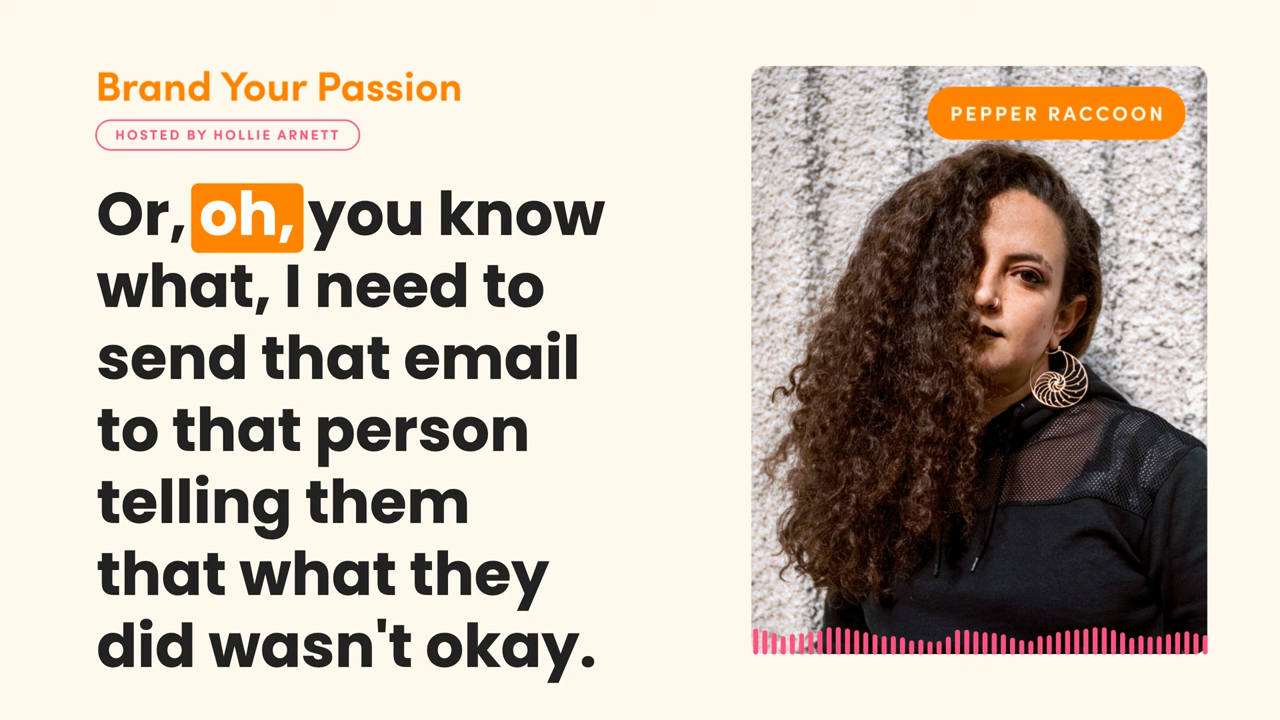 Brand Your Passion
HOSTED BY HOLLIE ARNETT
Or, oh, you know
what, I need to
send that email
to that person
telling them
that what they
did wasn't okay.
PEPPER RACCOON